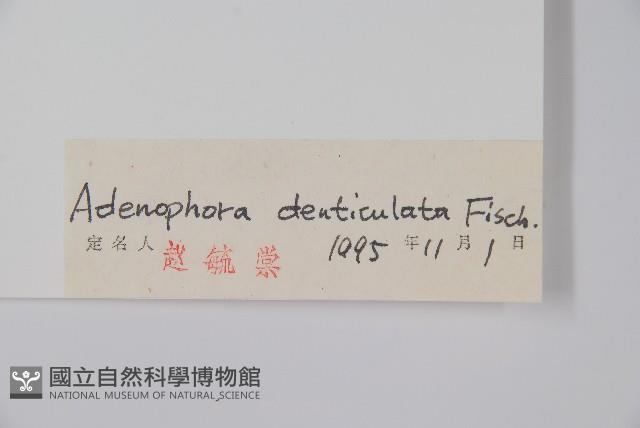 Adenophora denticulata Fisch.
定名人 趙毓棠 1995 年 11 月 1 日
國立自然科學博物館
NATIONAL MUSEUM OF NATURAL SCIENCE